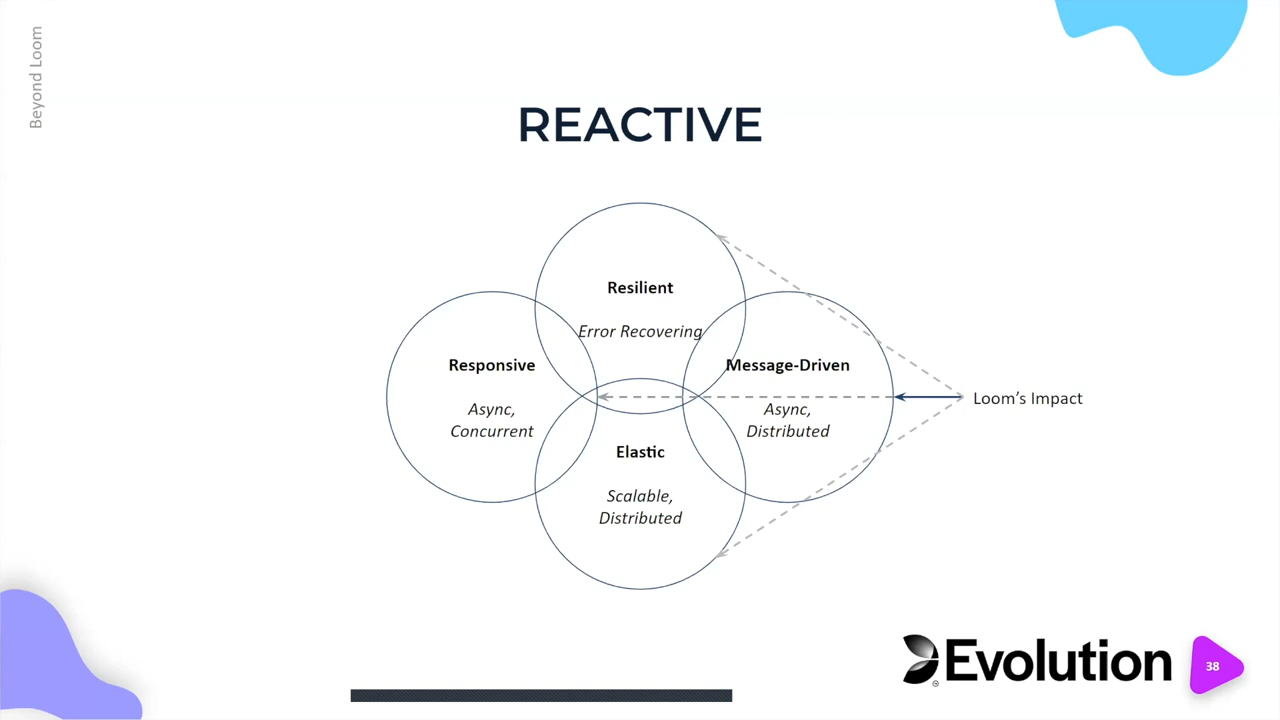 Beyond Loom
REACTIVE
Resilient
Error Recovering
Responsive
Async,
Concurrent
Message-Driven
Async,
Distributed
Loom’s Impact
Elastic
Scalable,
Distributed
Evolution
38